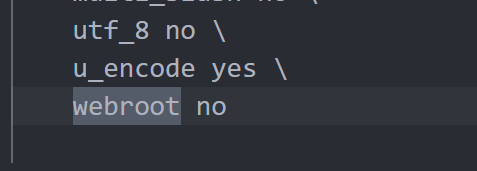 utf_8 no \
u_encode yes \
webroot no